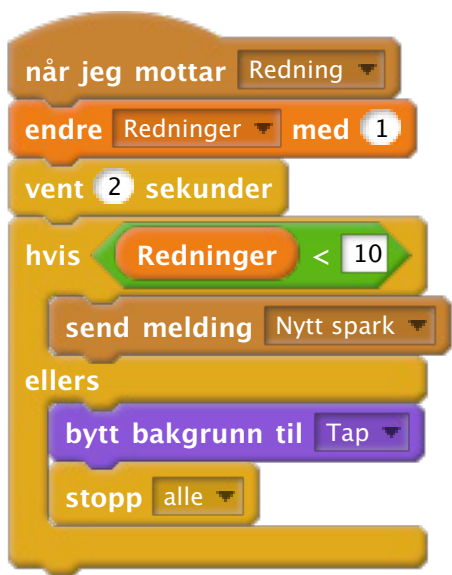 når jeg mottar Redning
endre Redninger med 1
vent 2 sekunder
hvis Redninger < 10
send melding Nytt spark
ellers
bytt bakgrunn til Tap
stopp alle